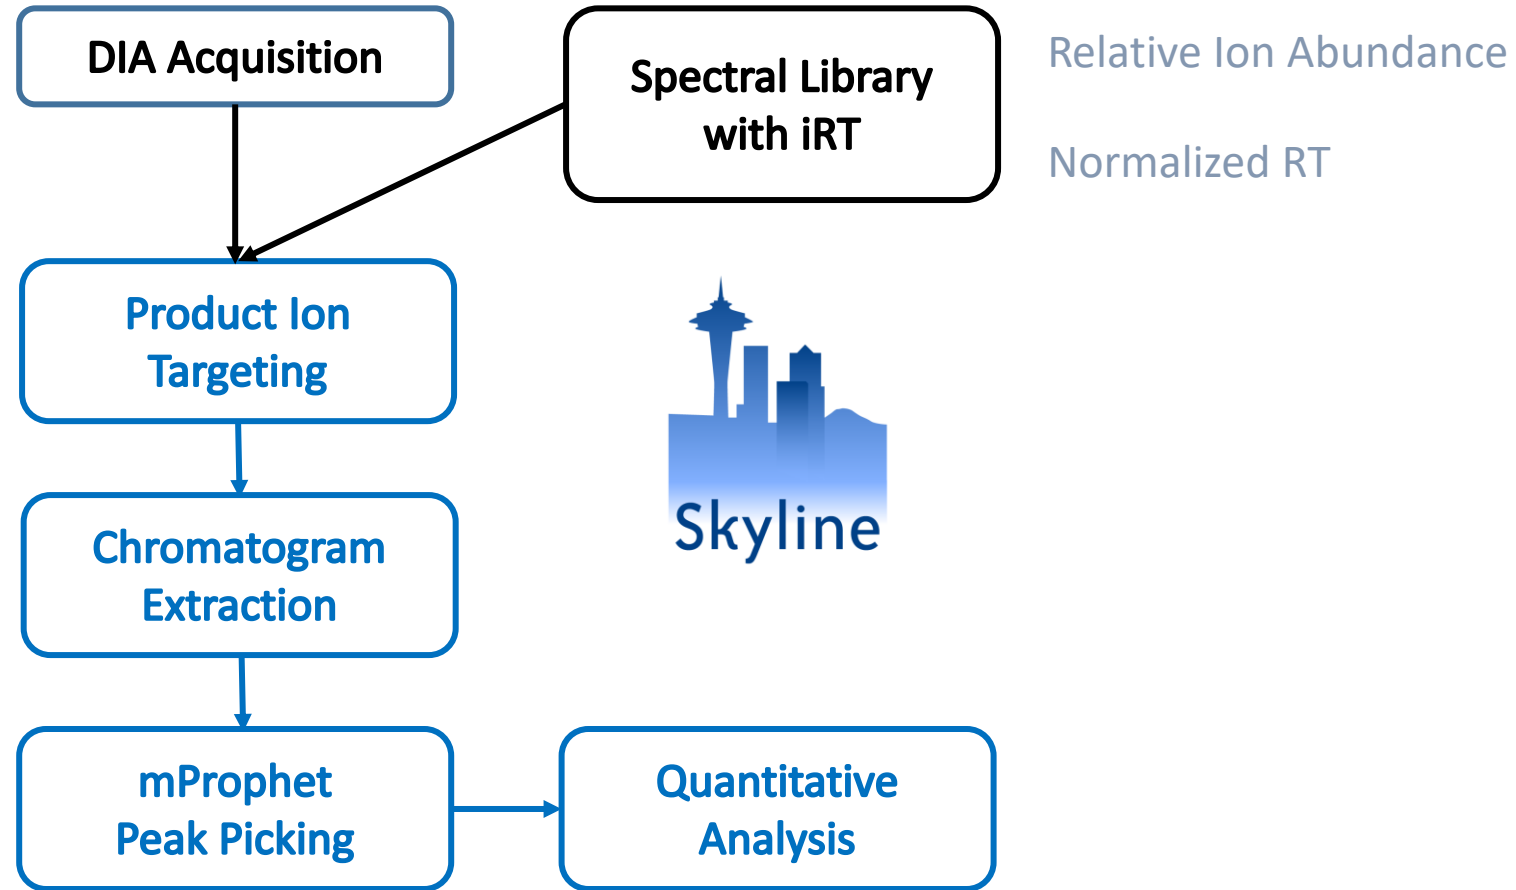 DIA Acquisition
Spectral Library
with iRT
Relative Ion Abundance
Normalized RT
Product Ion
Targeting
Skyline
Chromatogram
Extraction
mProphet
Peak Picking
Quantitative
Analysis